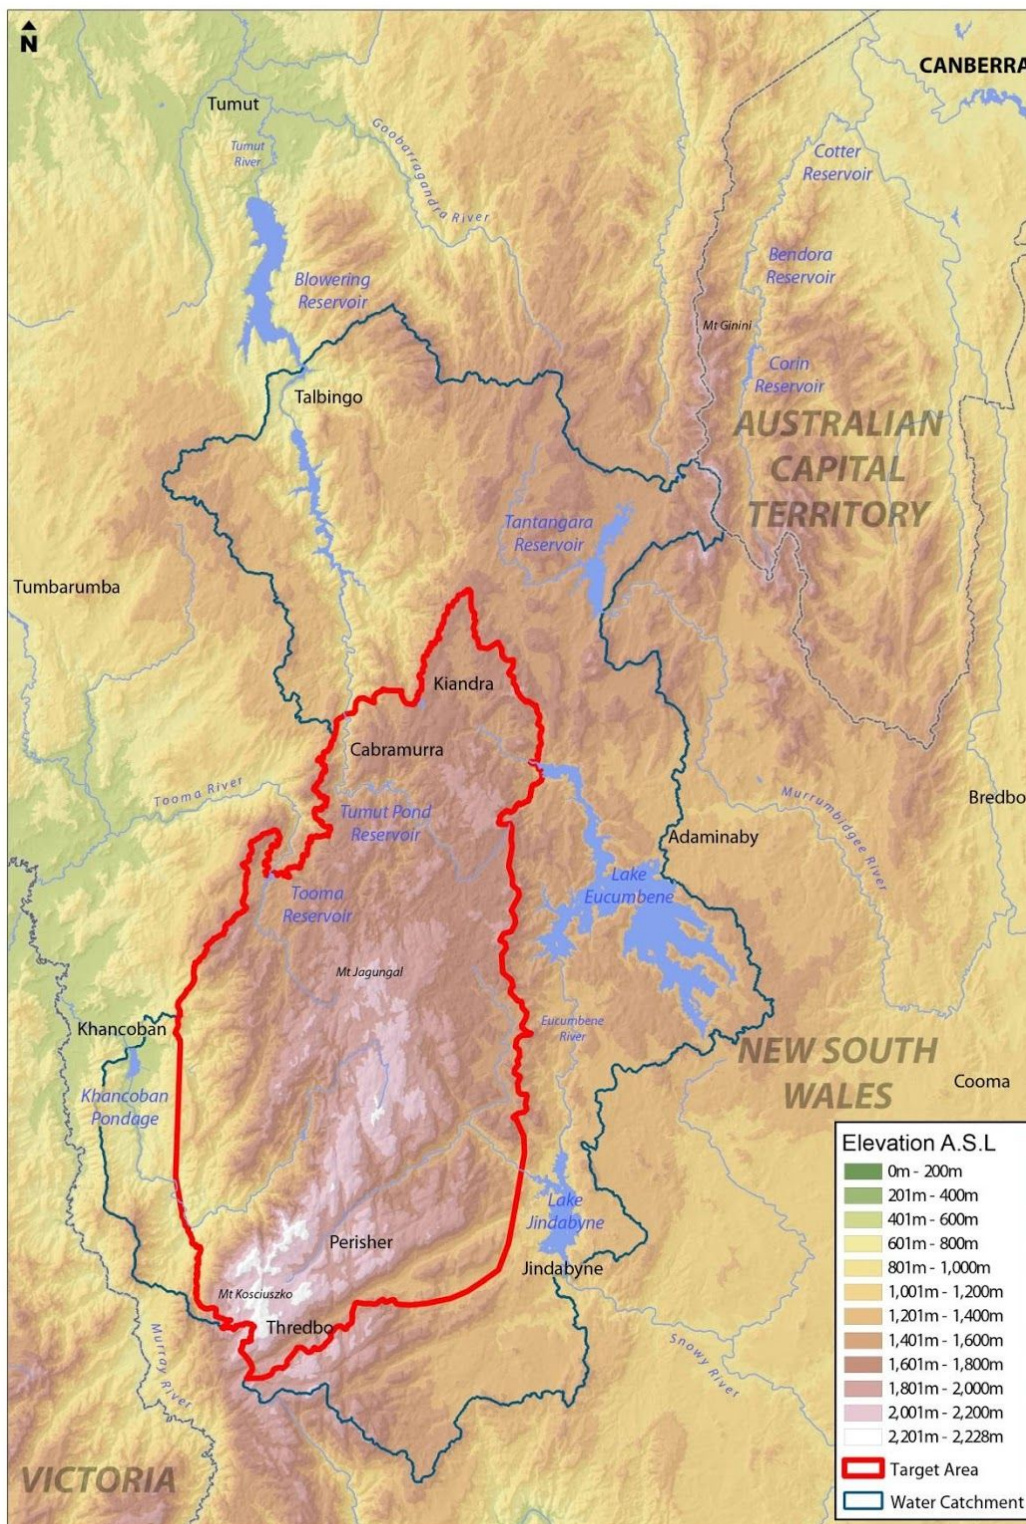 N
CANBERRA
Tumut
Tumut
River
Goobarragandra River
Cotter
Reservoir
Bendora
Reservoir
Blowering
Reservoir
Mt Ginini
Corin
Reservoir
Talbingo
AUSTRALIAN
CAPITAL
TERRITORY
Tantangara
Reservoir
Tumbarumba
Kiandra
Cabramurra
Tooma River
Murrumbidgee River
Bredbo
Tumut Pond
Reservoir
Adaminaby
Lake
Eucumbene
Tooma
Reservoir
Mt Jagungal
Khancoban
Eucumbene
River
NEW SOUTH
WALES
Cooma
Khancoban
Pondage
Lake
Jindabyne
Perisher
Jindabyne
Mt Kosciuszko
Thredbo
Murray River
Snowy River
VICTORIA
Elevation A.S.L
0m - 200m
201m - 400m
401m - 600m
601m - 800m
801m - 1,000m
1,001m - 1,200m
1,201m - 1,400m
1,401m - 1,600m
1,601m - 1,800m
1,801m - 2,000m
2,001m - 2,200m
2,201m - 2,228m
Target Area
Water Catchment